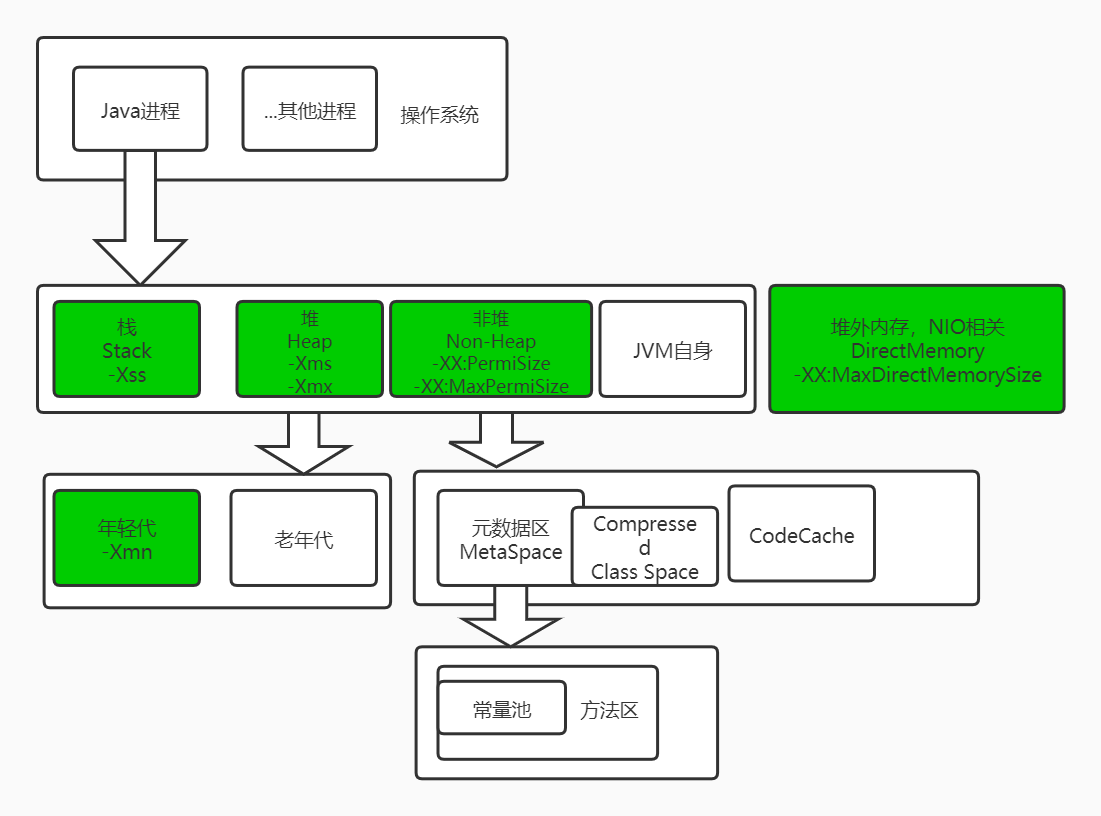 Java进程
...其他进程
操作系统
栈
Stack
-Xss
堆
Heap
-Xms
-Xmx
非堆
Non-Heap
-XX:PermiSize
-XX:MaxPermiSize
JVM自身
堆外内存，NIO相关
DirectMemory
-XX:MaxDirectMemorySize
年轻代
-Xmn
老年代
元数据区
MetaSpace
Compresse
d
Class Space
CodeCache
常量池
方法区